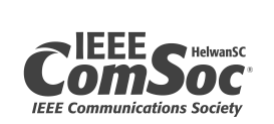 IEEE
HelwanSC
ComSoc®
IEEE Communications Society